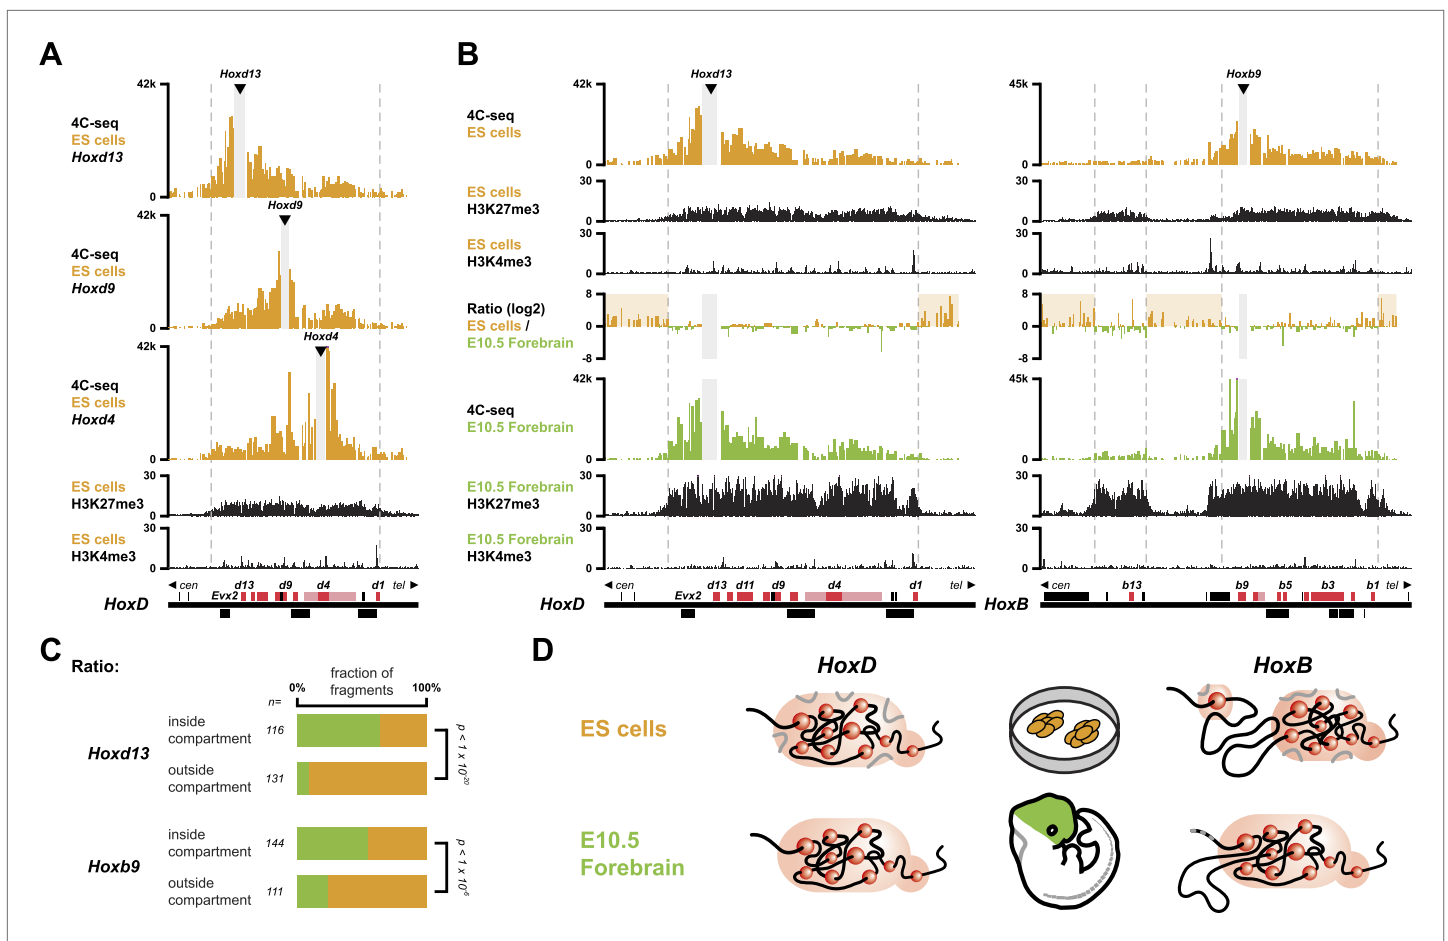 A
Hoxd13
42k
4C-seq
ES cells
Hoxd13
0
Hoxd9
42k
4C-seq
ES cells
Hoxd9
0
Hoxd4
42k
4C-seq
ES cells
Hoxd4
0
30
ES cells
H3K27me3
0
30
ES cells
H3K4me3
0
cen d13 d9 d4 d1 tel
Evx2
HoxD
B
Hoxd13
42k
4C-seq
ES cells
0
30
ES cells
H3K27me3
0
30
ES cells
H3K4me3
0
8
Ratio (log2)
ES cells /
E10.5 Forebrain
0
-8
42k
4C-seq
E10.5 Forebrain
0
30
E10.5 Forebrain
H3K27me3
0
30
E10.5 Forebrain
H3K4me3
0
cen d13 d11 d9 d4 d1 tel
Evx2
HoxD
Hoxb9
45k
0
30
0
30
0
8
0
-8
45k
0
30
0
30
0
cen b13 b9 b5 b3 b1 tel
HoxB
C
Ratio:
fraction of
fragments
0% 100%
n=
Hoxd13
inside
compartment
116
outside
compartment
131
p < 1 x 10-20
Hoxb9
inside
compartment
144
outside
compartment
111
p < 1 x 10-6
D
HoxD HoxB
ES cells
E10.5
Forebrain